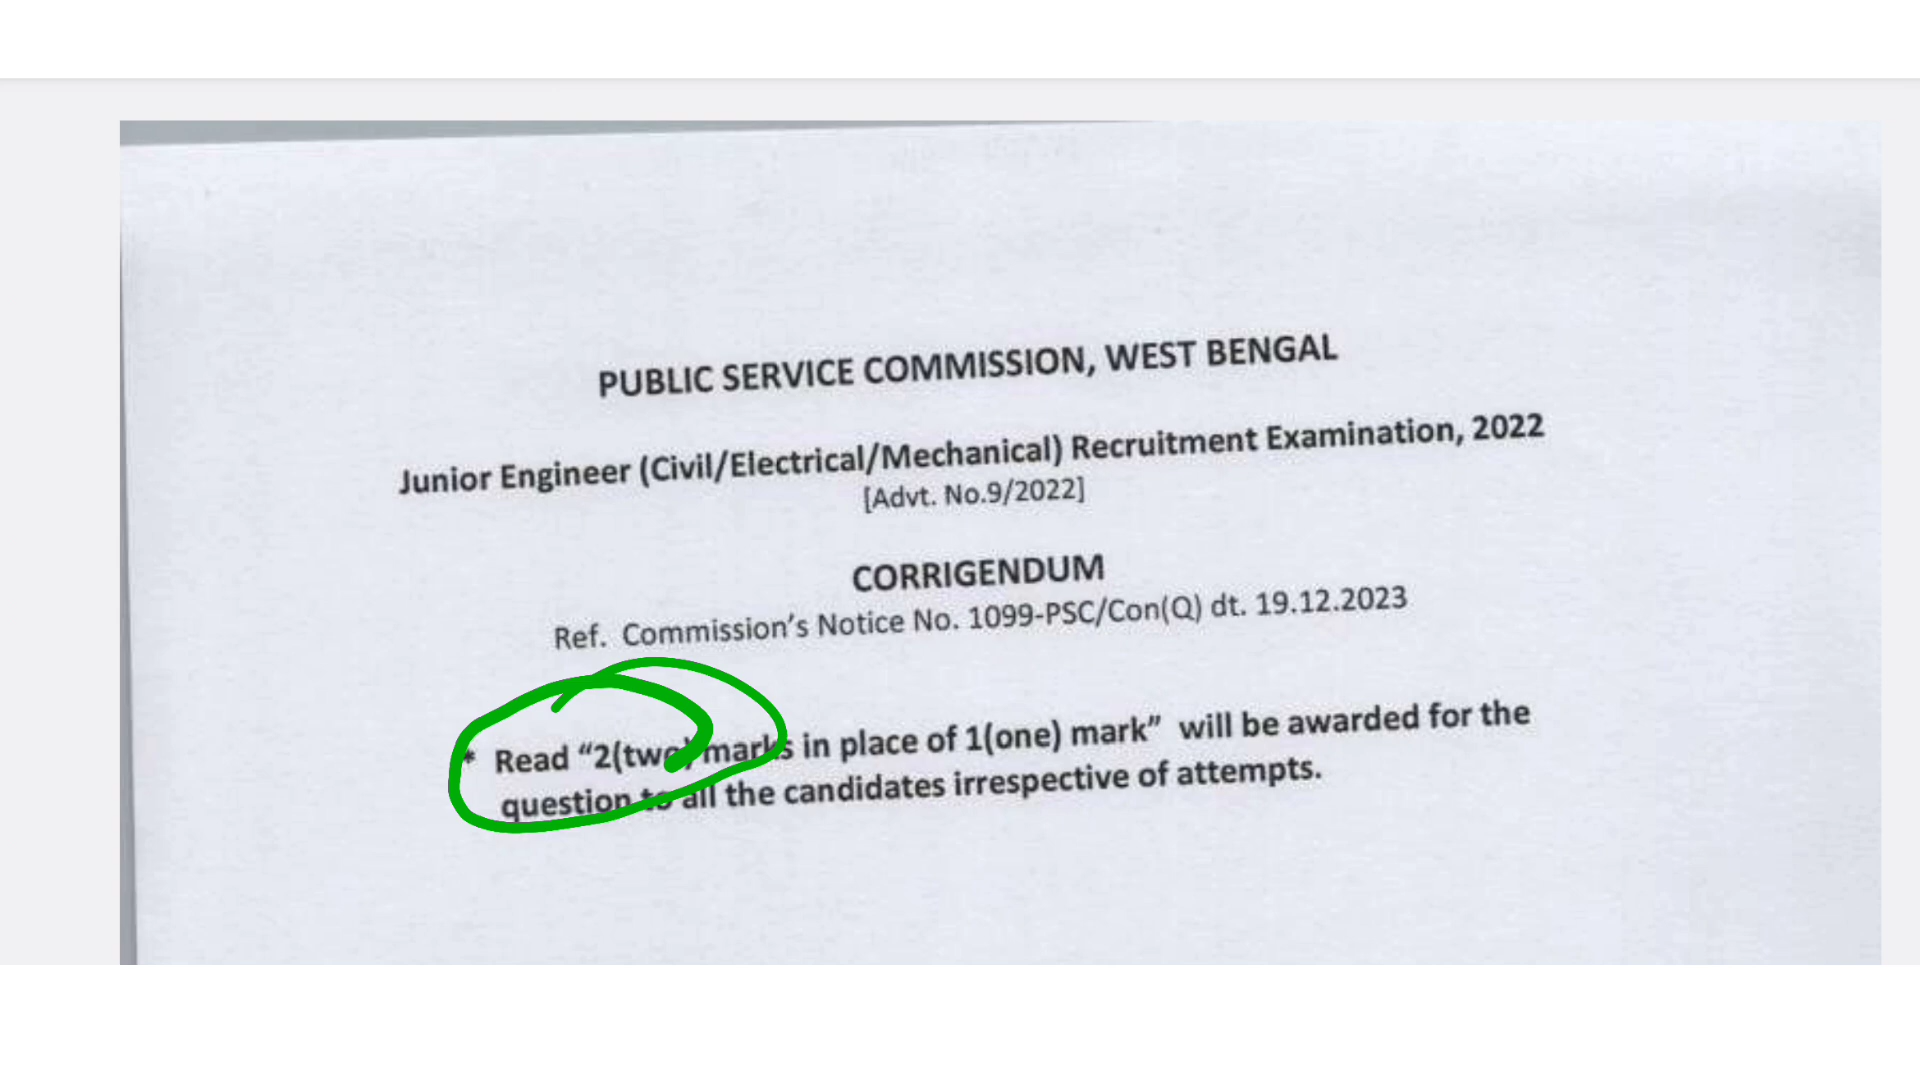 PUBLIC SERVICE COMMISSION, WEST BENGAL
Junior Engineer (Civil/Electrical/Mechanical) Recruitment Examination, 2022
[Advt. No.9/2022]
CORRIGENDUM
Ref. Commission's Notice No. 1099-PSC/Con(Q) dt. 19.12.2023
* Read “2(two) marks in place of 1(one) mark” will be awarded for the
question to all the candidates irrespective of attempts.